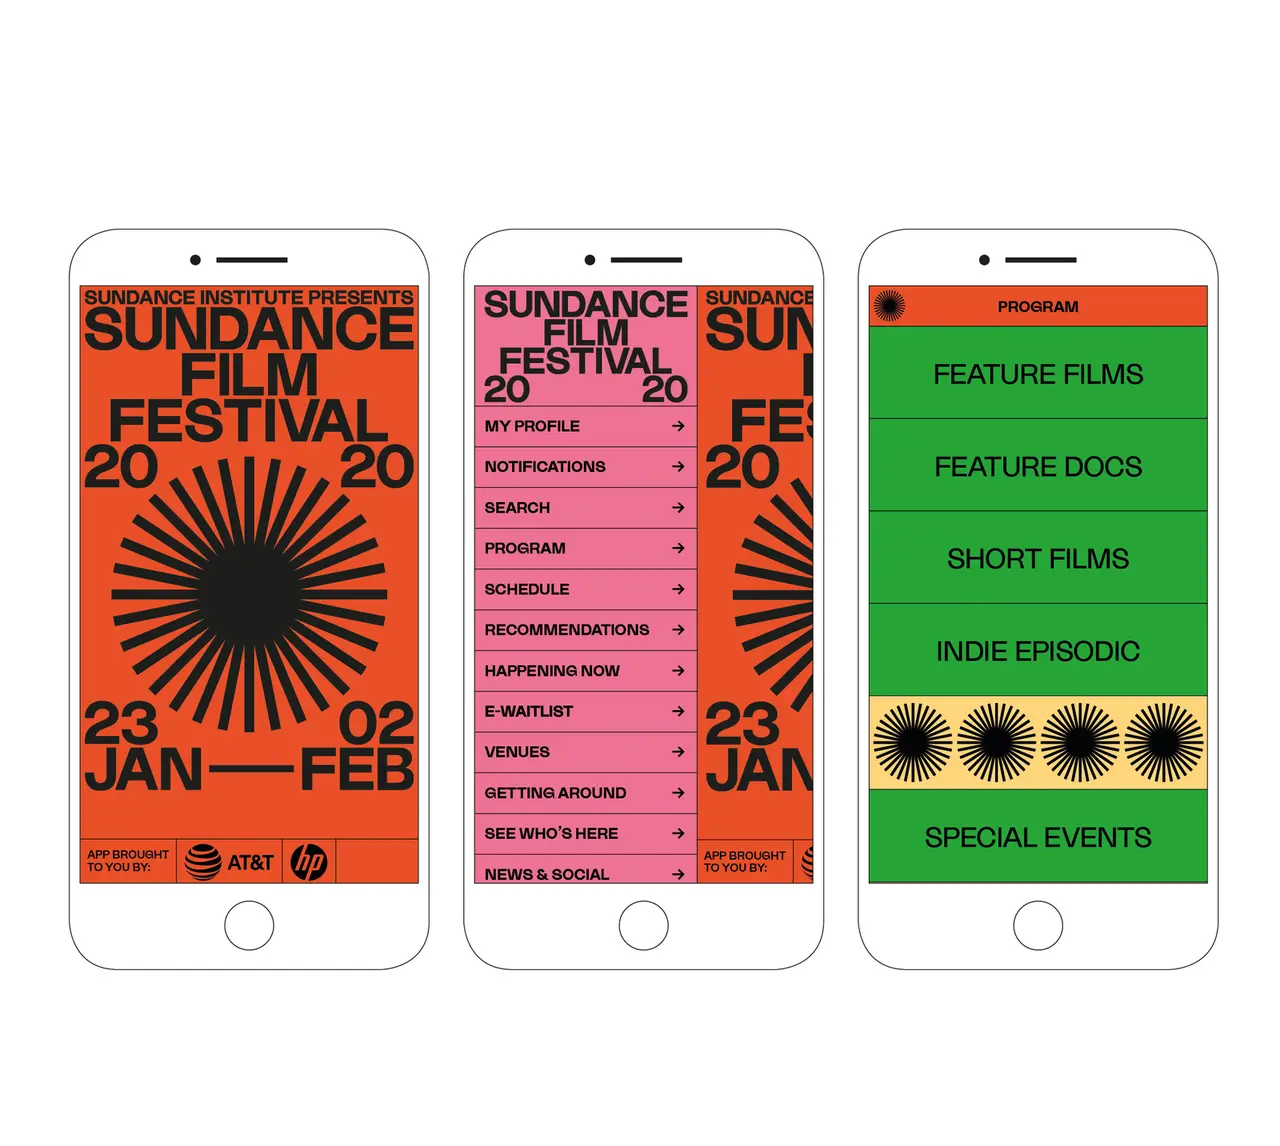 SUNDANCE INSTITUTE PRESENTS
SUNDANCE
FILM
FESTIVAL
20 20
23 02
JAN—FEB
APP BROUGHT
TO YOU BY:
AT&T
hp
SUNDANCE
FILM
FESTIVAL
20 20
MY PROFILE →
NOTIFICATIONS →
SEARCH →
PROGRAM →
SCHEDULE →
RECOMMENDATIONS →
HAPPENING NOW →
E-WAITLIST →
VENUES →
GETTING AROUND →
SEE WHO'S HERE →
NEWS & SOCIAL →
SUNDANCE
SUN
FES
20
23
JAN
APP BROUGHT
TO YOU BY:
PROGRAM
FEATURE FILMS
FEATURE DOCS
SHORT FILMS
INDIE EPISODIC
SPECIAL EVENTS